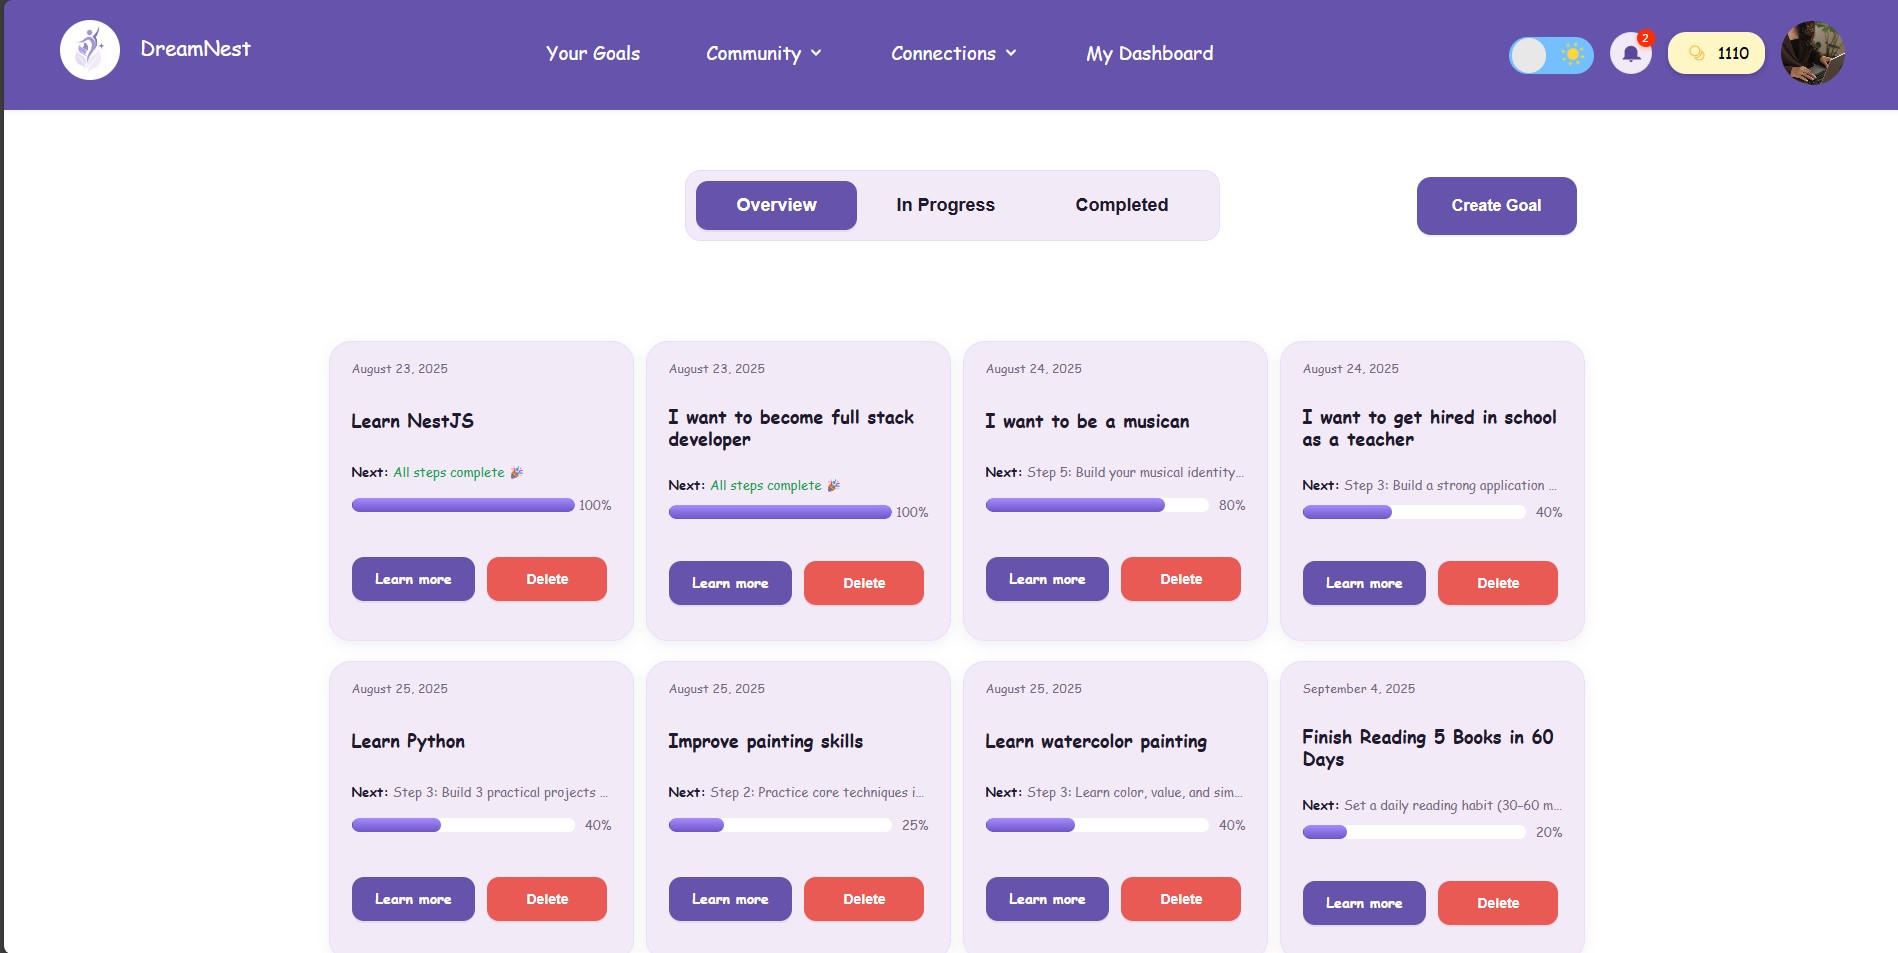 DreamNest
Your Goals
Community
Connections
My Dashboard
2
1110
Overview
In Progress
Completed
Create Goal
August 23, 2025
Learn NestJS
Next: All steps complete 🎉
100%
Learn more
Delete
August 23, 2025
I want to become full stack
developer
Next: All steps complete 🎉
100%
Learn more
Delete
August 24, 2025
I want to be a musican
Next: Step 5: Build your musical identity...
80%
Learn more
Delete
August 24, 2025
I want to get hired in school
as a teacher
Next: Step 3: Build a strong application ...
40%
Learn more
Delete
August 25, 2025
Learn Python
Next: Step 3: Build 3 practical projects ...
40%
Learn more
Delete
August 25, 2025
Improve painting skills
Next: Step 2: Practice core techniques i...
25%
Learn more
Delete
August 25, 2025
Learn watercolor painting
Next: Step 3: Learn color, value, and sim...
40%
Learn more
Delete
September 4, 2025
Finish Reading 5 Books in 60
Days
Next: Set a daily reading habit (30–60 m...
20%
Learn more
Delete